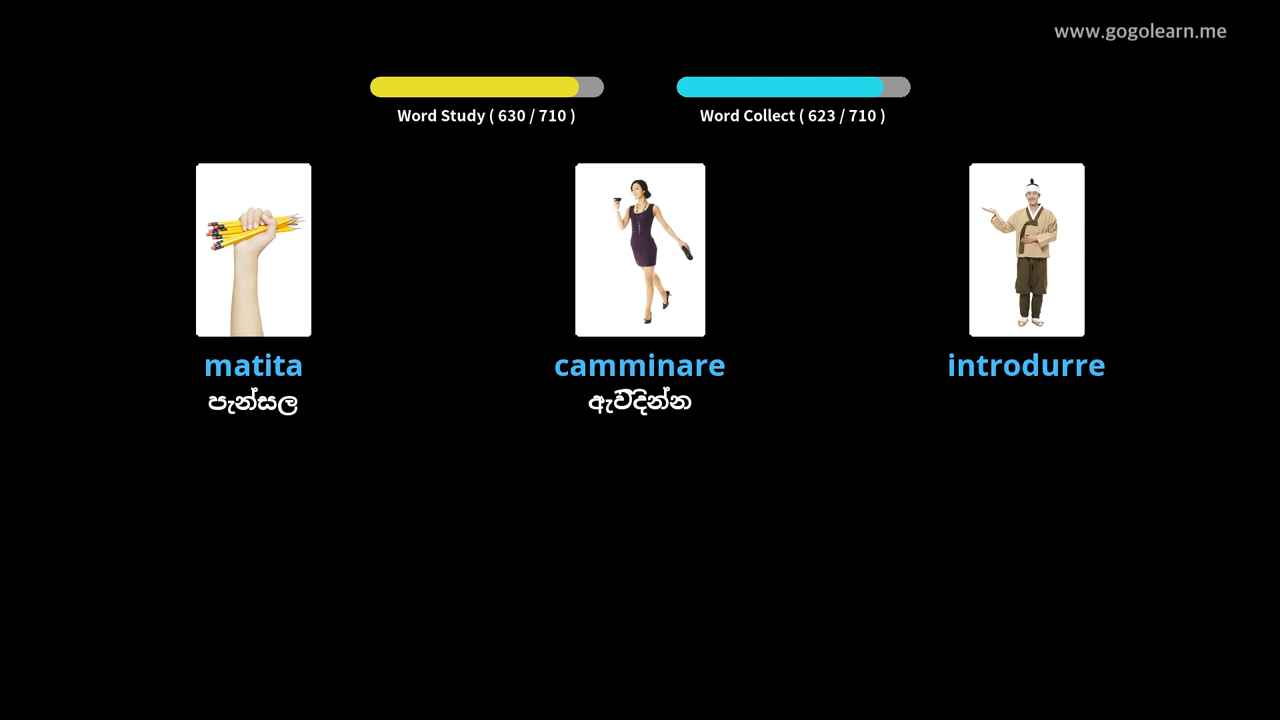 www.gogolearn.me
Word Study ( 630 / 710 )
Word Collect ( 623 / 710 )
matita
පැන්සල
camminare
ඇවිදින්න
introdurre